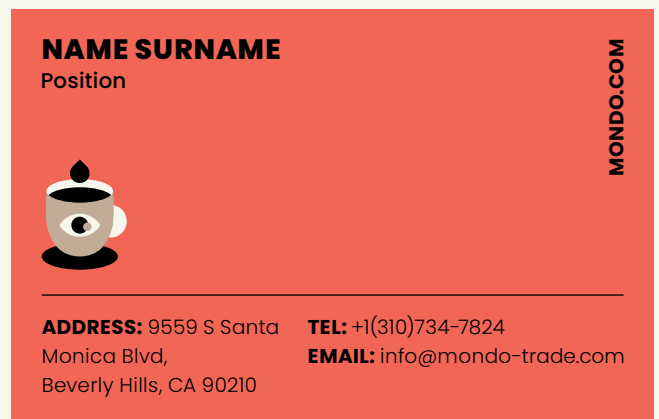 NAME SURNAME
Position
MONDO.COM
ADDRESS: 9559 S Santa
Monica Blvd,
Beverly Hills, CA 90210
TEL: +1(310)734-7824
EMAIL: info@mondo-trade.com